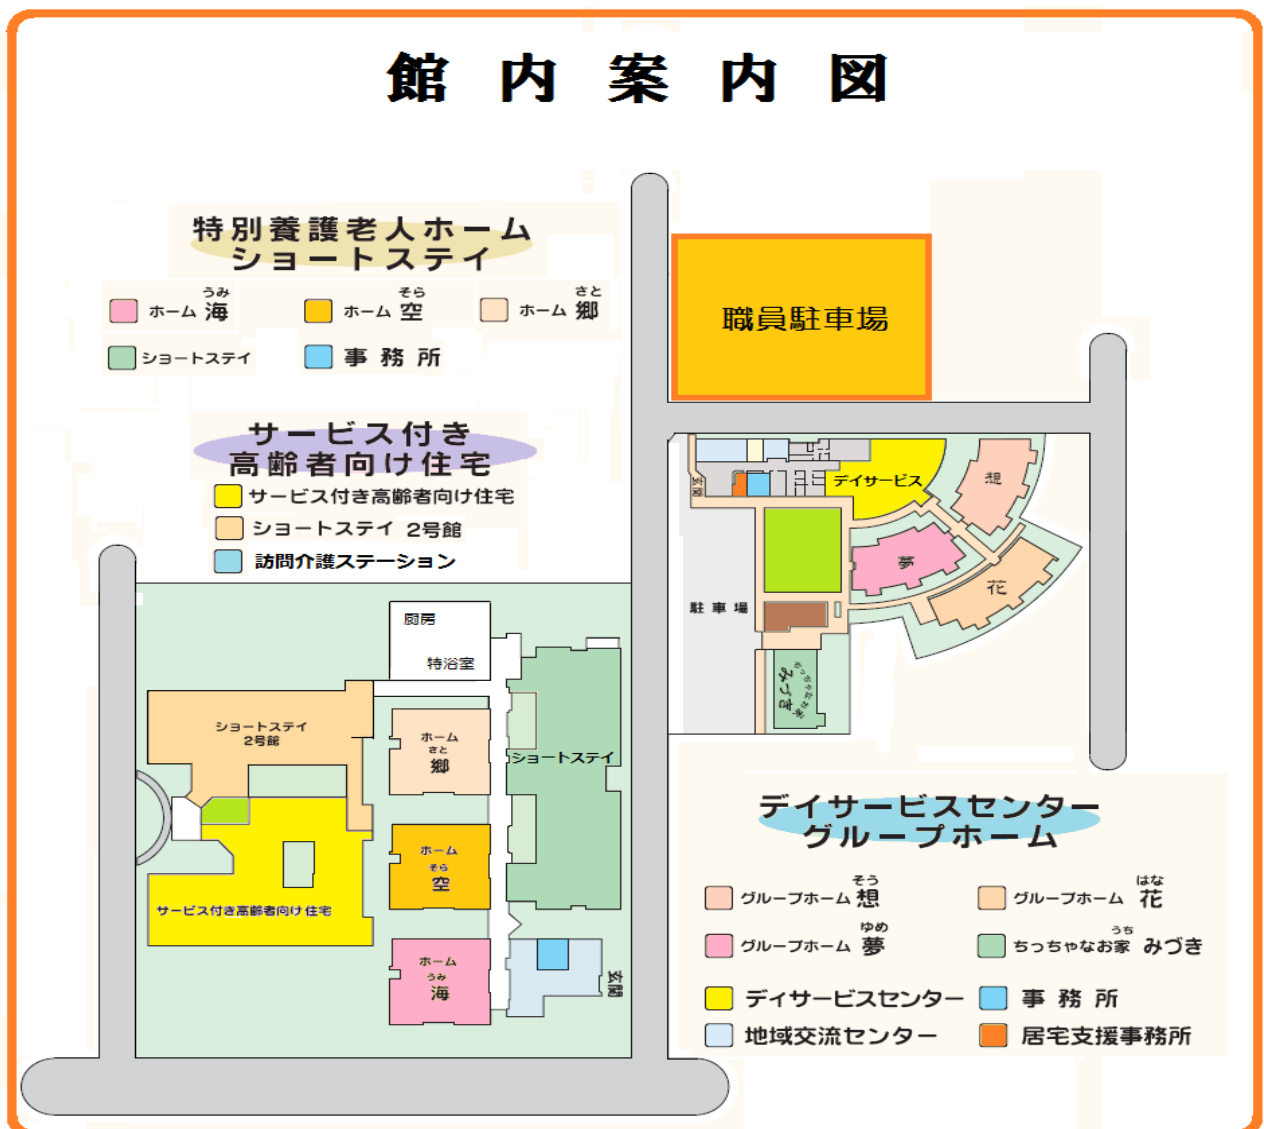 館内案内図
特別養護老人ホーム
ショートステイ
うみ
ホーム 海
そら
ホーム 空
さと
ホーム 郷
ショートステイ
事務所
サービス付き
高齢者向け住宅
サービス付き高齢者向け住宅
ショートステイ 2号館
訪問介護ステーション
職員駐車場
デイサービス
想
玄関
夢
花
駐車場
ちっちゃなお家
みづき
厨房
特浴室
ショートステイ
2号館
ホーム
さと
郷
ショートステイ
ホーム
そら
空
サービス付き高齢者向け住宅
ホーム
うみ
海
玄関
デイサービスセンター
グループホーム
そう
グループホーム 想
はな
グループホーム 花
ゆめ
グループホーム 夢
うち
ちっちゃなお家 みづき
デイサービスセンター
事務所
地域交流センター
居宅支援事務所